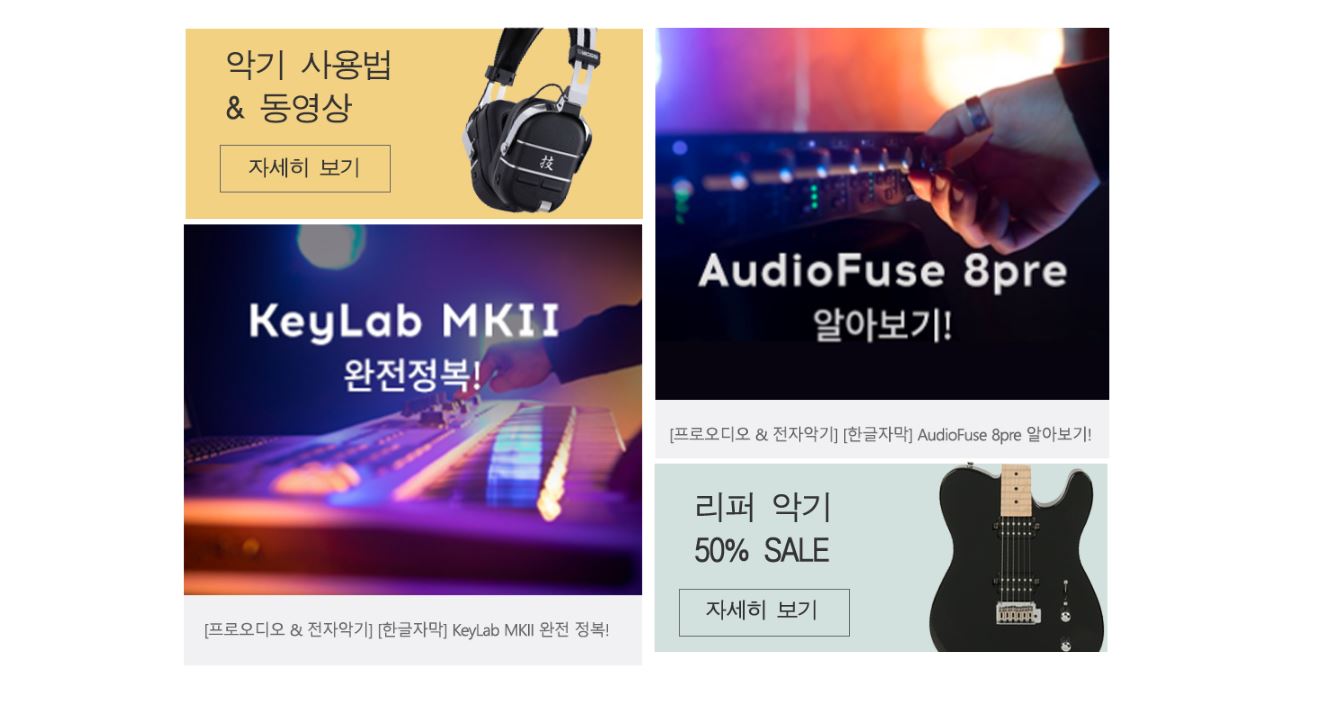 악기 사용법
& 동영상
자세히 보기
技
KeyLab MKII
완전정복!
[프로오디오 & 전자악기] [한글자막] KeyLab MKII 완전 정복!
AudioFuse 8pre
알아보기!
[프로오디오 & 전자악기] [한글자막] AudioFuse 8pre 알아보기!
리퍼 악기
50% SALE
자세히 보기